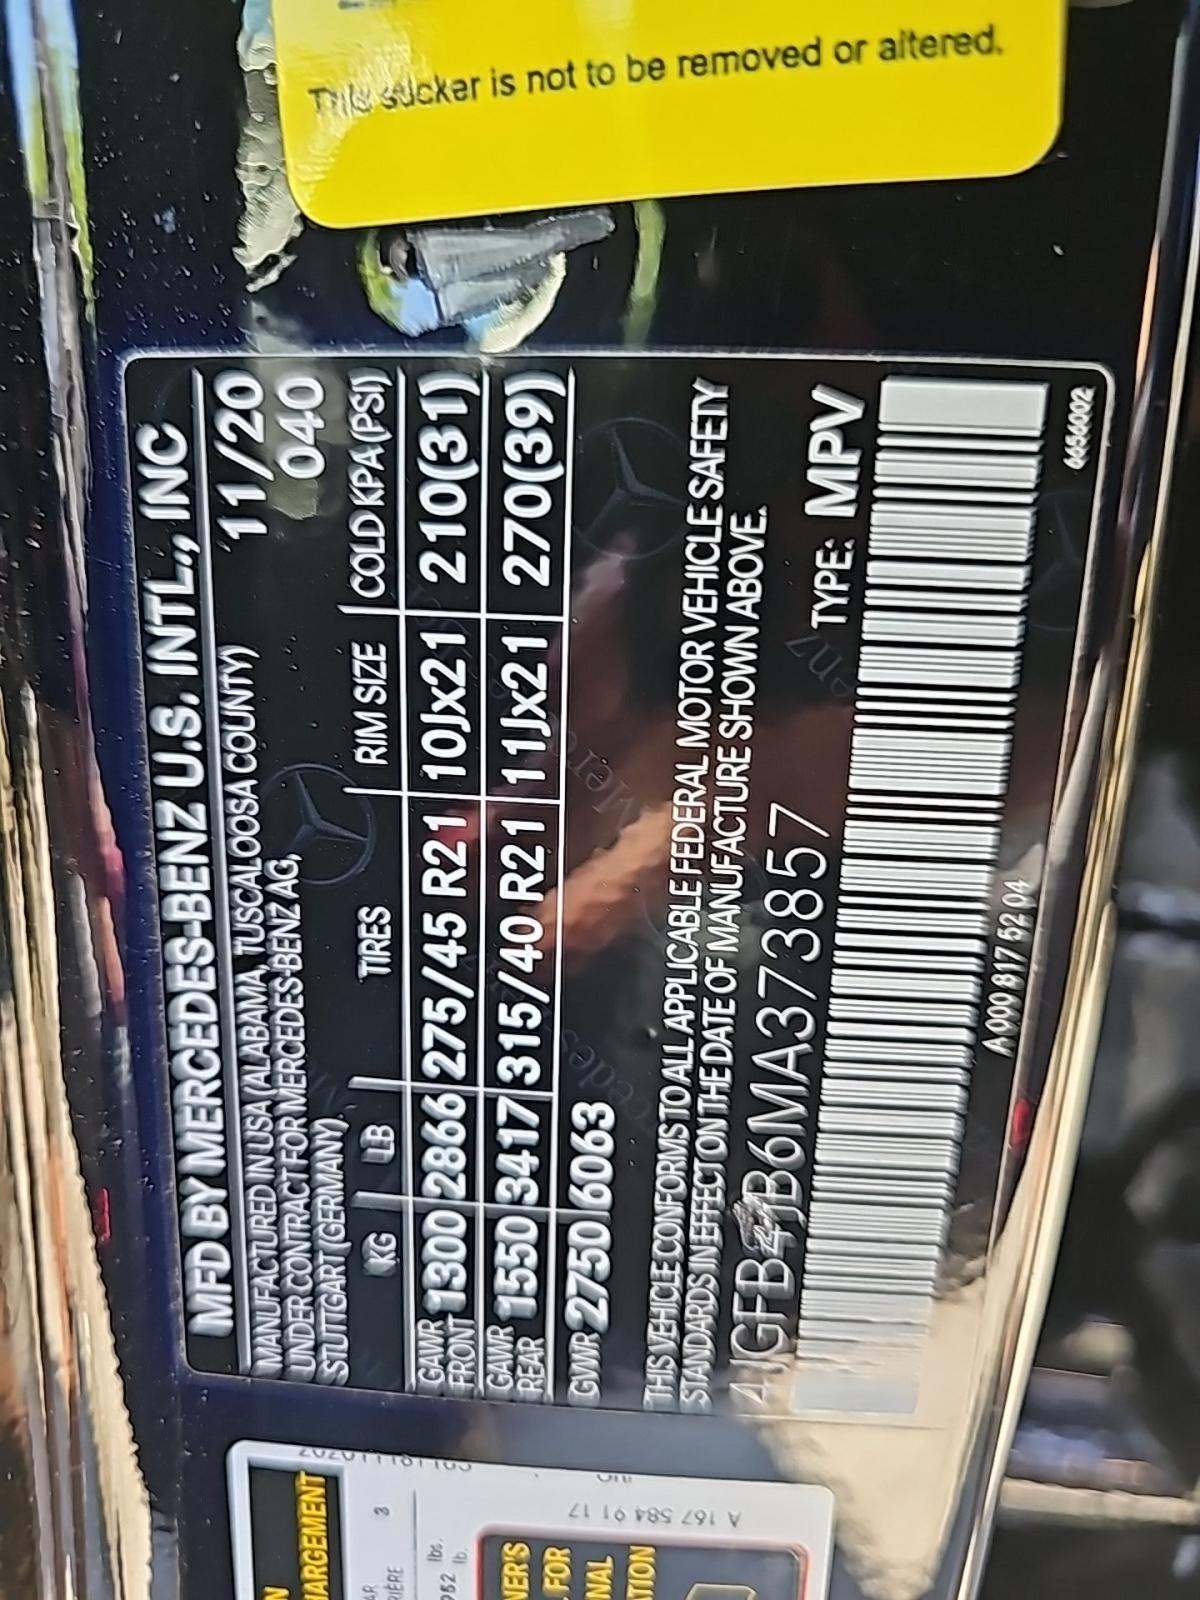 This sticker is not to be removed or altered.
MFD BY MERCEDES-BENZ U.S. INTL., INC
MANUFACTURED IN USA (ALABAMA, TUSCALOOSA COUNTY) 11/20
UNDER CONTRACT FOR MERCEDES-BENZ AG, 040
STUTTGART (GERMANY)
KG LB TIRES RIM SIZE COLD KPA (PSI)
GAWR FRONT 1300 2866 275/45 R21 10Jx21 210(31)
GAWR REAR 1550 3417 315/40 R21 11Jx21 270(39)
GVWR 2750 6063
THIS VEHICLE CONFORMS TO ALL APPLICABLE FEDERAL MOTOR VEHICLE SAFETY
STANDARDS IN EFFECT ON THE DATE OF MANUFACTURE SHOWN ABOVE.
4JGFB4JB6MA373857 TYPE: MPV
A 000 817 52 04
6656002
A 167 584 91 17